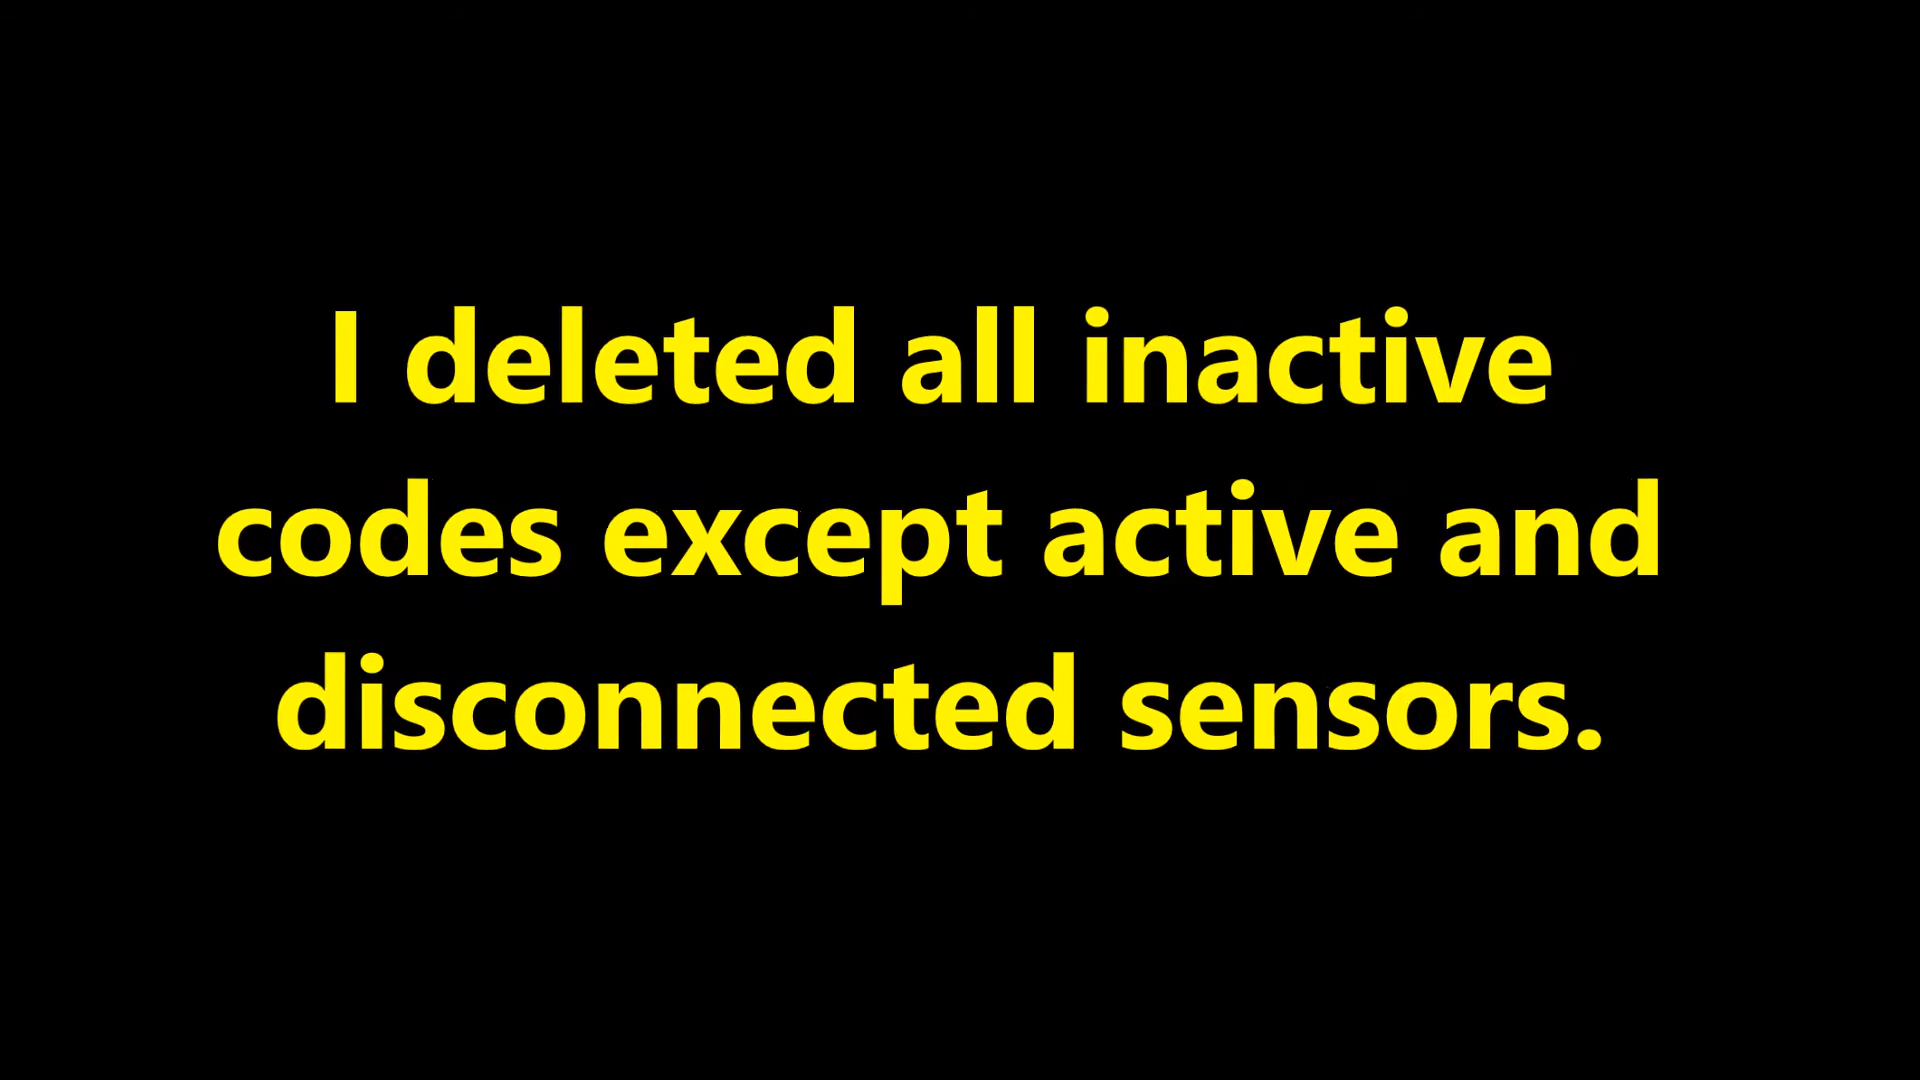 I deleted all inactive
codes except active and
disconnected sensors.